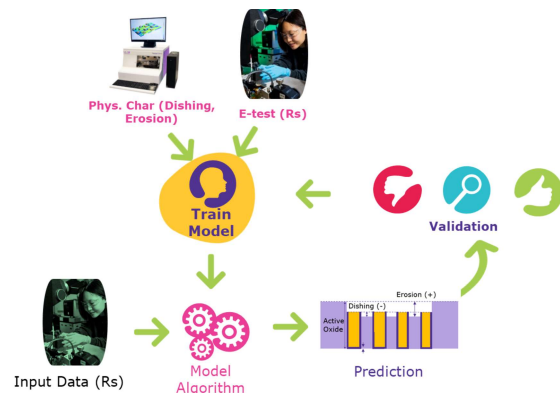 Phys. Char (Dishing,
Erosion)
E-test (Rs)
Train
Model
Validation
Erosion (+)
Dishing (-)
Active
Oxide
Input Data (Rs)
Model
Algorithm
Prediction